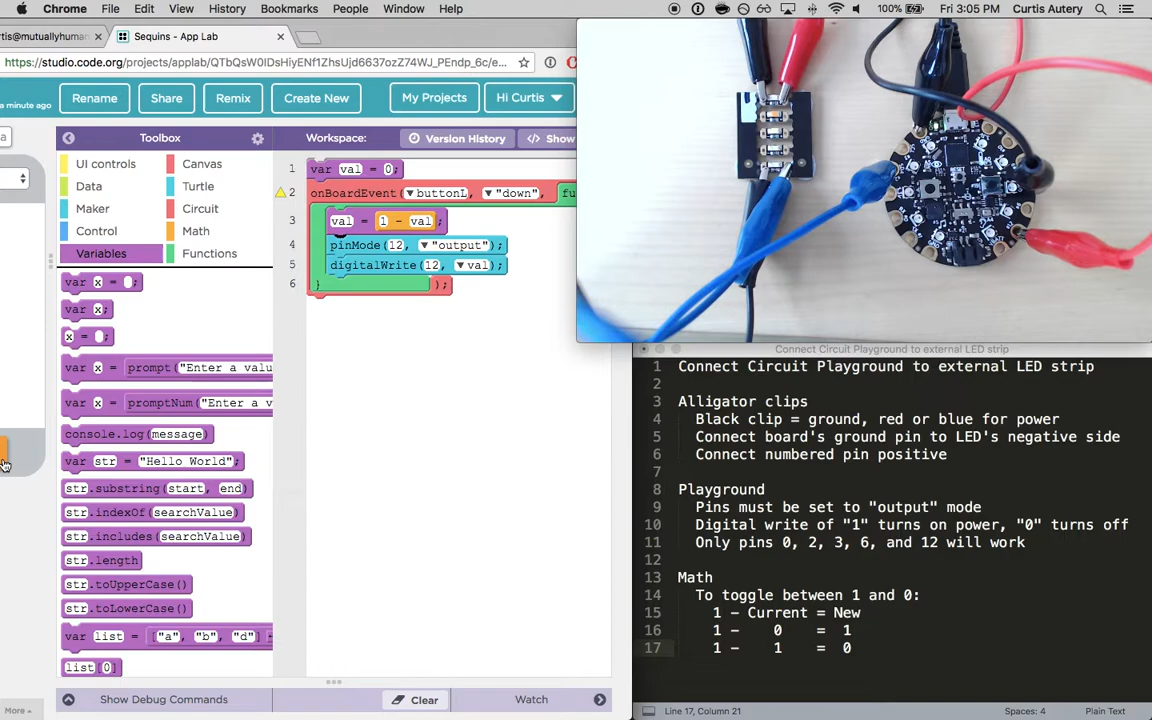 Chrome File Edit View History Bookmarks People Window Help
100% Fri 3:05 PM Curtis Autery
urtis@mutuallyhuma
Sequins - App Lab
https://studio.code.org/projects/applab/QTbQsW0IDsHiyENf1ZhsUjd6637ozZ74WJ_PEndp_6c/e...
a minute ago
Rename Share Remix Create New My Projects Hi Curtis
Toolbox
Workspace: Version History Show
UI controls Canvas
Data Turtle
Maker Circuit
Control Math
Variables Functions
var x = ;
var x;
x = ;
var x = prompt("Enter a valu
var x = promptNum("Enter a v
console.log(message)
var str = "Hello World";
str.substring(start, end)
str.indexOf(searchValue)
str.includes(searchValue)
str.length
str.toUpperCase()
str.toLowerCase()
var list = ["a", "b", "d"]
list[0]
1 var val = 0;
2 onBoardEvent(buttonL, "down", fu
3 val = 1 - val;
4 pinMode(12, "output");
5 digitalWrite(12, val);
6 } );
More
Show Debug Commands Clear Watch
Connect Circuit Playground to external LED strip
1 Connect Circuit Playground to external LED strip
2
3 Alligator clips
4 Black clip = ground, red or blue for power
5 Connect board's ground pin to LED's negative side
6 Connect numbered pin positive
7
8 Playground
9 Pins must be set to "output" mode
10 Digital write of "1" turns on power, "0" turns off
11 Only pins 0, 2, 3, 6, and 12 will work
12
13 Math
14 To toggle between 1 and 0:
15 1 - Current = New
16 1 - 0 = 1
17 1 - 1 = 0
Line 17, Column 21 Spaces: 4 Plain Text